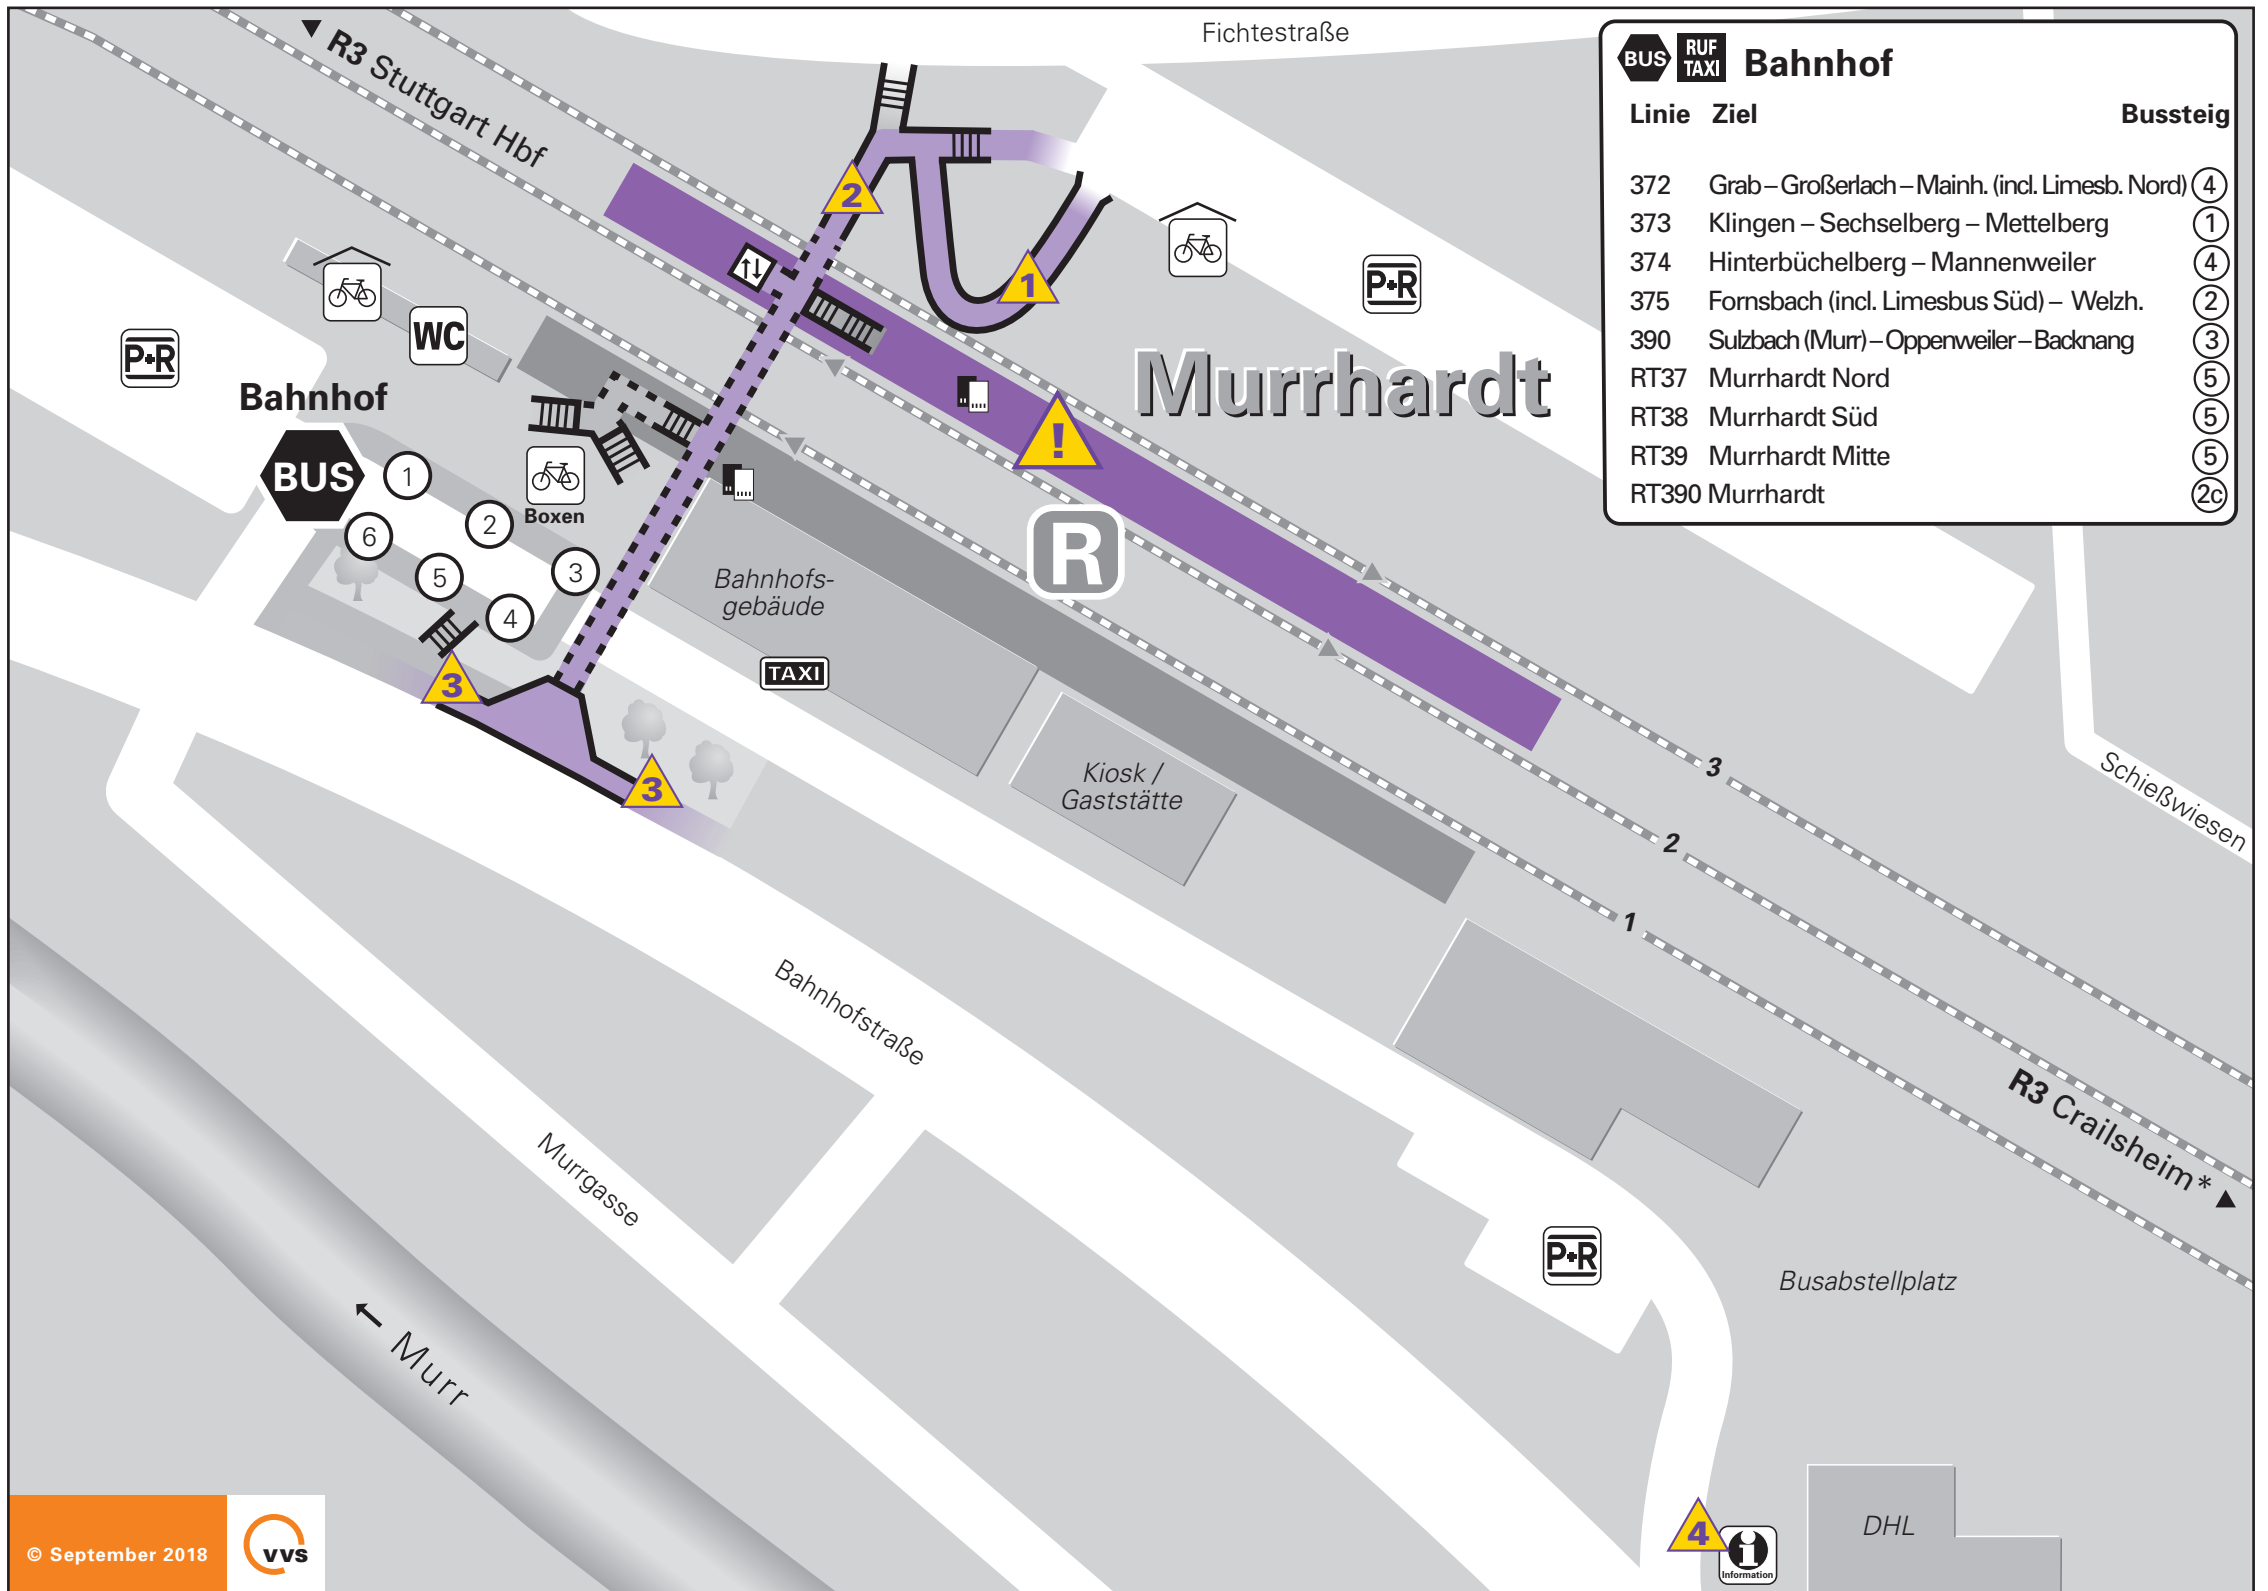 Fichtestraße
◄ R3 Stuttgart Hbf
BUS RUF TAXI Bahnhof
Linie Ziel Bussteig
372 Grab – Großerlach – Mainh. (incl. Limesb. Nord) 4
373 Klingen – Sechselberg – Mettelberg 1
374 Hinterbüchelberg – Mannenweiler 4
375 Fornsbach (incl. Limesbus Süd) – Welzh. 2
390 Sulzbach (Murr) – Oppenweiler – Backnang 3
RT37 Murrhardt Nord 5
RT38 Murrhardt Süd 5
RT39 Murrhardt Mitte 5
RT390 Murrhardt 2c
2
1
P+R
P+R
WC
Murrhardt
!
Bahnhof
BUS
1
2
3
4
5
6
Boxen
R
Bahnhofs-
gebäude
TAXI
3
3
Kiosk /
Gaststätte
3
2
1
Schießwiesen
Bahnhofstraße
Murrgasse
R3 Crailsheim* ►
P+R
Busabstellplatz
← Murr
DHL
4
i
Information
© September 2018
VVS